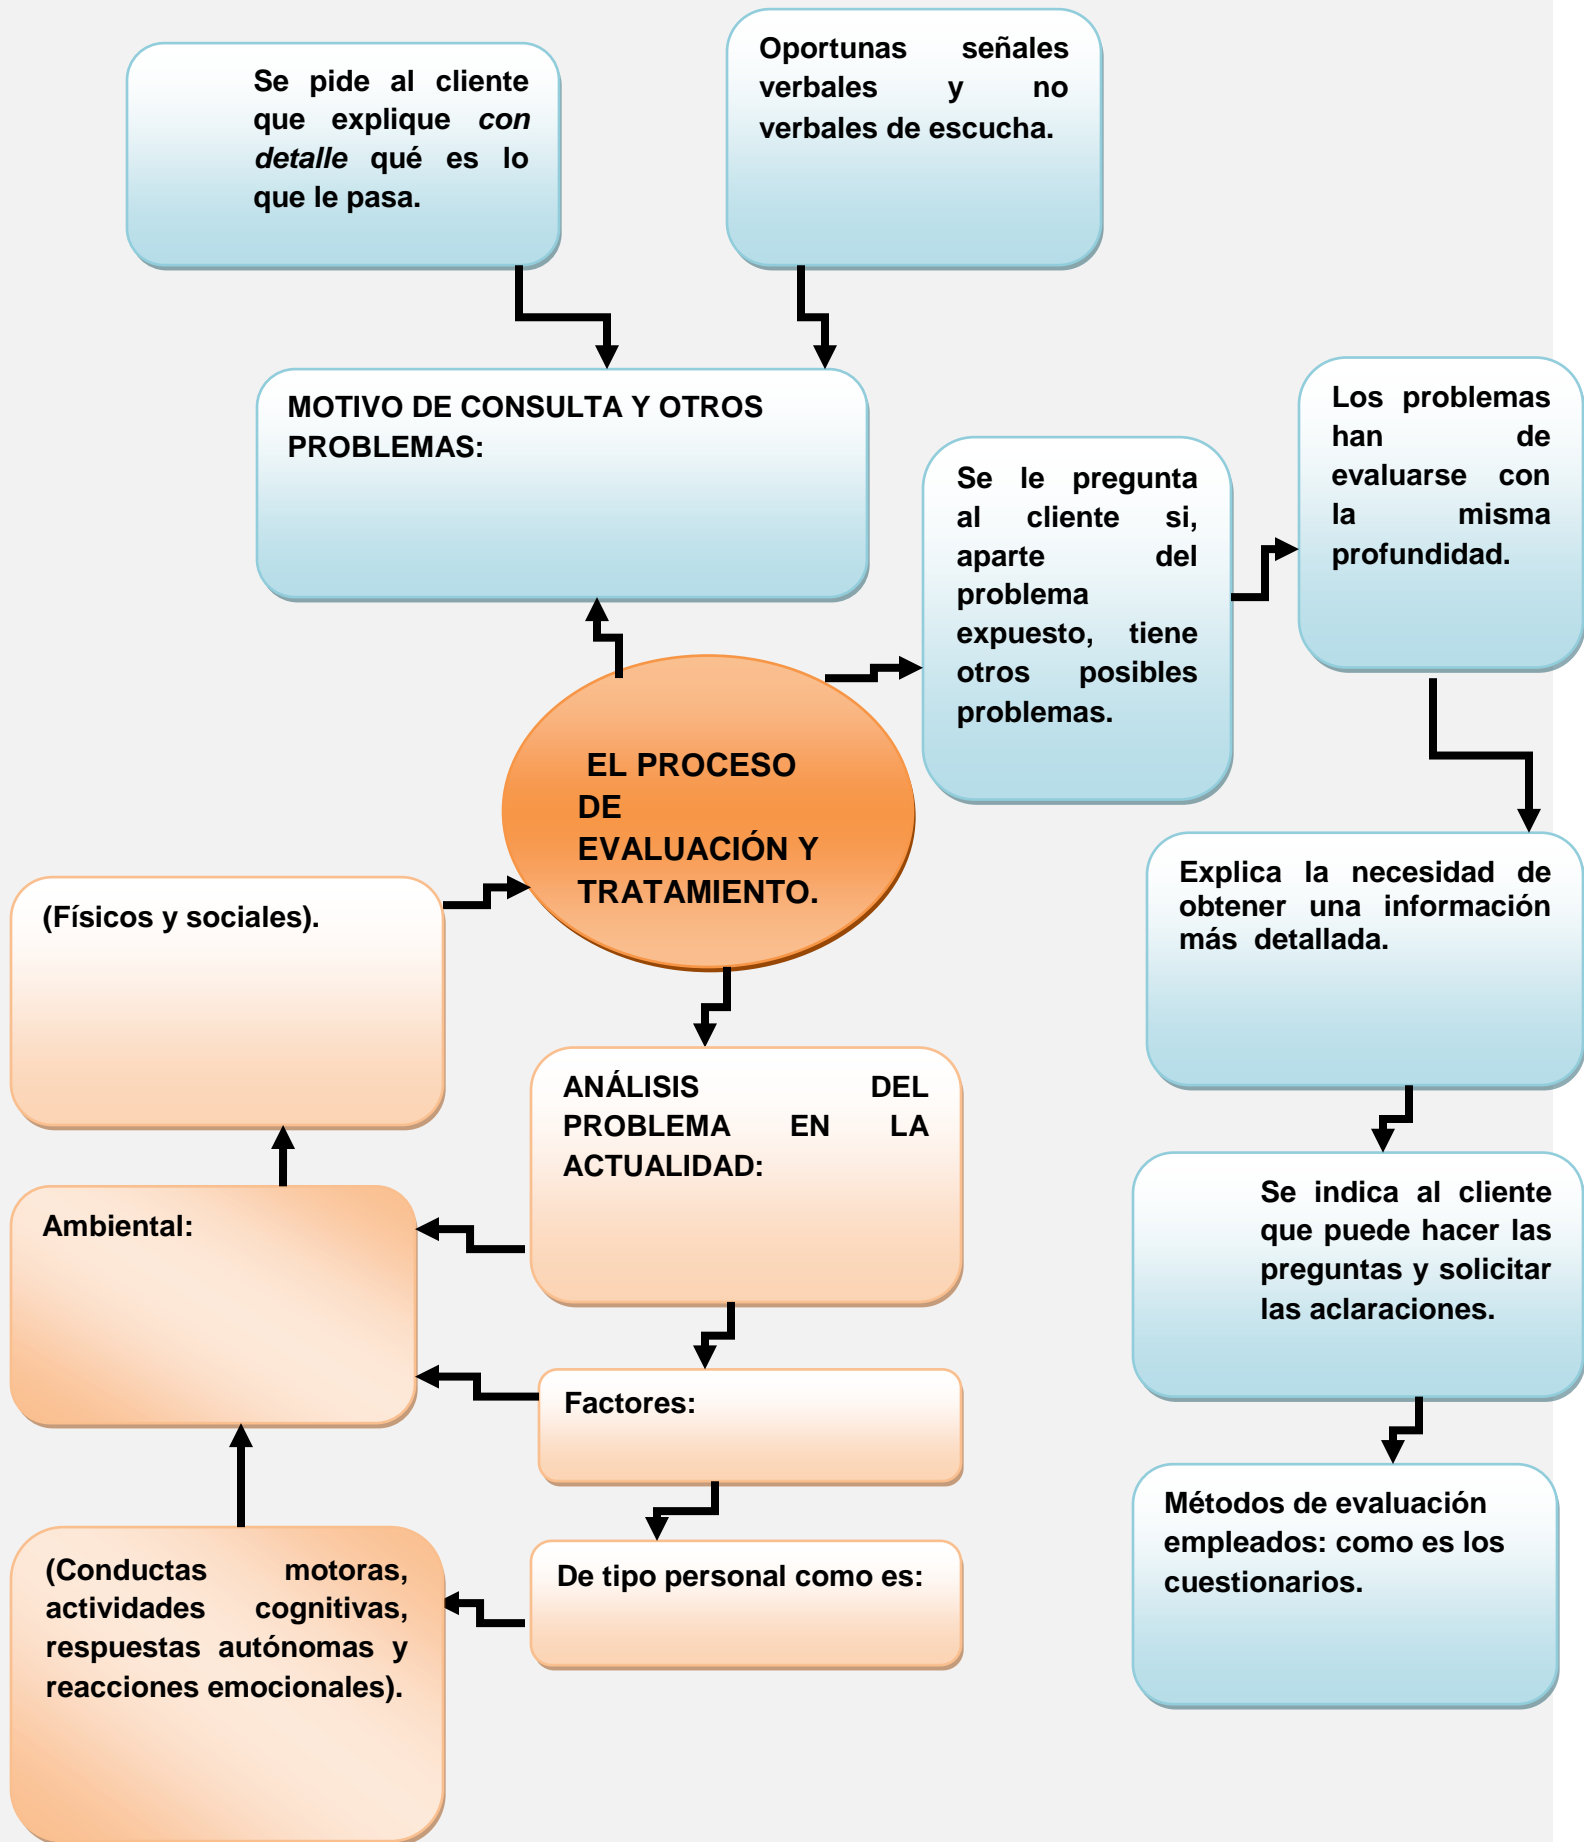 Se pide al cliente
que explique con
detalle qué es lo
que le pasa.
Oportunas señales
verbales y no
verbales de escucha.
MOTIVO DE CONSULTA Y OTROS
PROBLEMAS:
Se le pregunta
al cliente si,
aparte del
problema
expuesto, tiene
otros posibles
problemas.
Los problemas
han de
evaluarse con
la misma
profundidad.
EL PROCESO
DE
EVALUACIÓN Y
TRATAMIENTO.
Explica la necesidad de
obtener una información
más detallada.
(Físicos y sociales).
ANÁLISIS DEL
PROBLEMA EN LA
ACTUALIDAD:
Se indica al cliente
que puede hacer las
preguntas y solicitar
las aclaraciones.
Ambiental:
Factores:
Métodos de evaluación
empleados: como es los
cuestionarios.
De tipo personal como es:
(Conductas motoras,
actividades cognitivas,
respuestas autónomas y
reacciones emocionales).